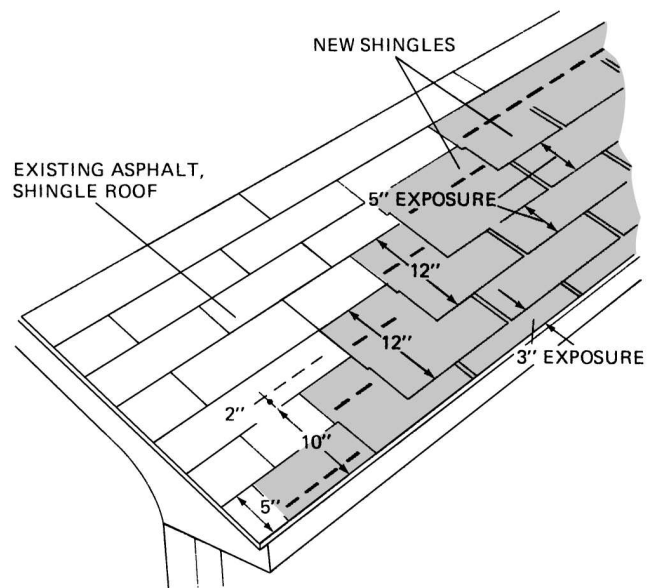 NEW SHINGLES
EXISTING ASPHALT,
SHINGLE ROOF
5" EXPOSURE
12"
12"
3" EXPOSURE
2"
10"
5"